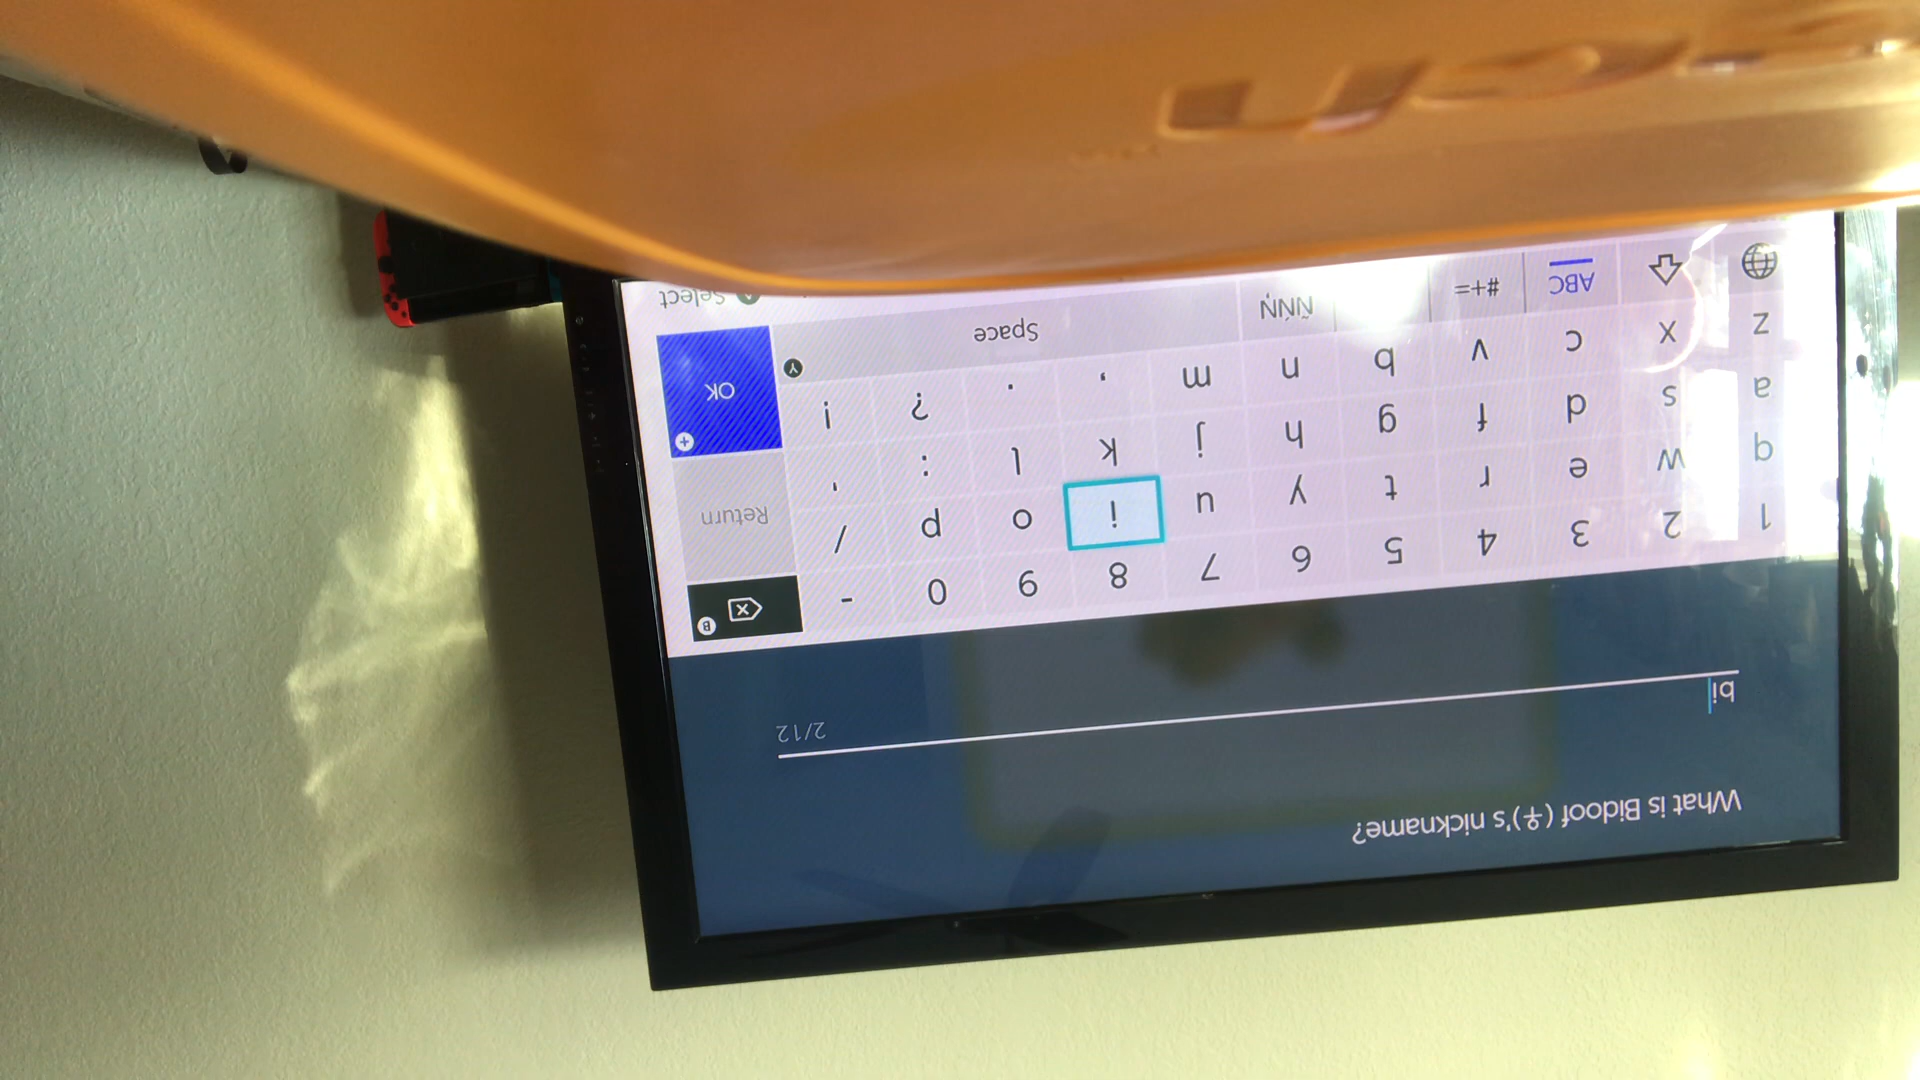 What is Bidoof (♀)'s nickname?
bi
2/12
1 2 3 4 5 6 7 8 9 0 -
B
q w e r t y u i o p /
Return
a s d f g h j k l : '
+
z x c v b n m , . ? !
OK
ABC #+= ÑŃŅ Space Y
Select